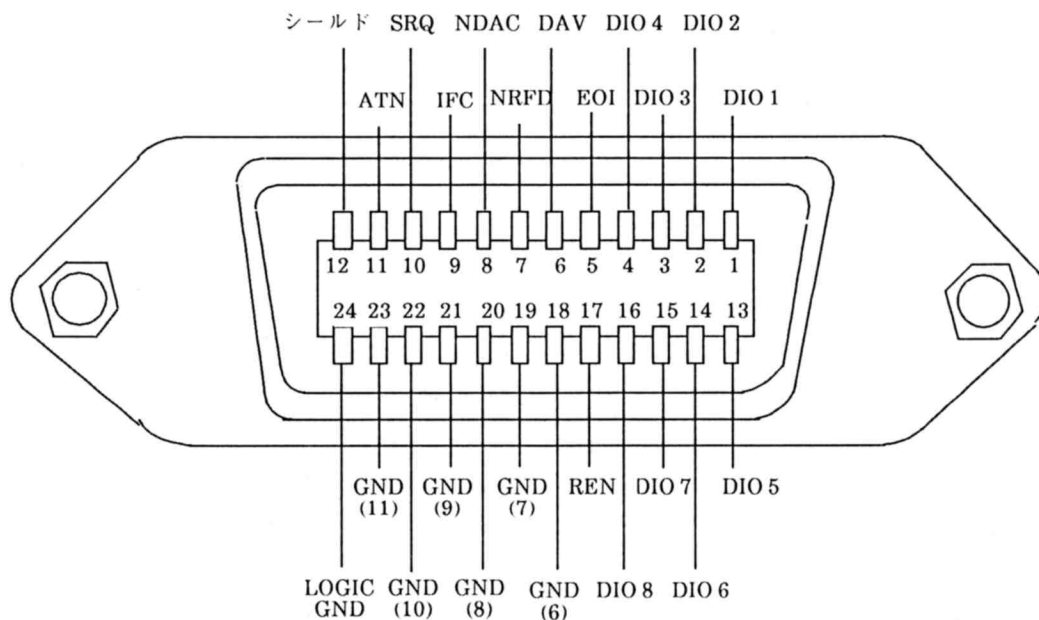 シールド SRQ NDAC DAV DIO 4 DIO 2
ATN IFC NRFD EOI DIO 3 DIO 1
12 11 10 9 8 7 6 5 4 3 2 1
24 23 22 21 20 19 18 17 16 15 14 13
GND GND GND REN DIO 7 DIO 5
(11) (9) (7)
LOGIC GND GND GND DIO 8 DIO 6
GND (10) (8) (6)